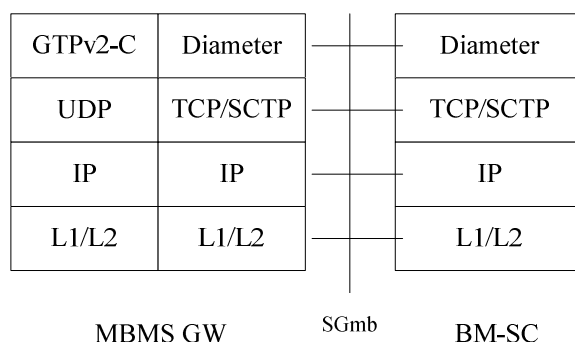 GTPv2-C Diameter Diameter
UDP TCP/SCTP TCP/SCTP
IP IP IP
L1/L2 L1/L2 L1/L2
MBMS GW SGmb BM-SC